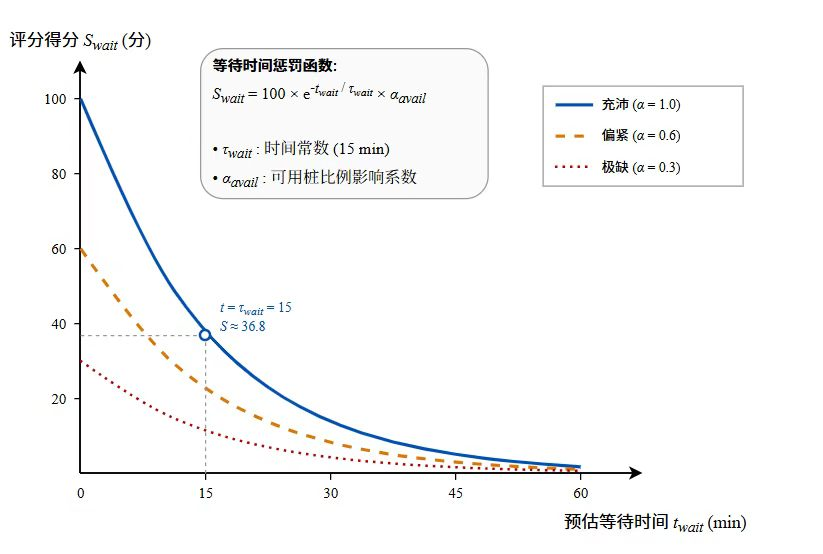 评分得分 S_wait (分)
等待时间惩罚函数:
S_wait = 100 × e^(-t_wait / τ_wait) × α_avail
• τ_wait : 时间常数 (15 min)
• α_avail : 可用桩比例影响系数
充沛 (α = 1.0)
偏紧 (α = 0.6)
极缺 (α = 0.3)
100
80
60
40
20
t = τ_wait = 15
S ≈ 36.8
0 15 30 45 60
预估等待时间 t_wait (min)